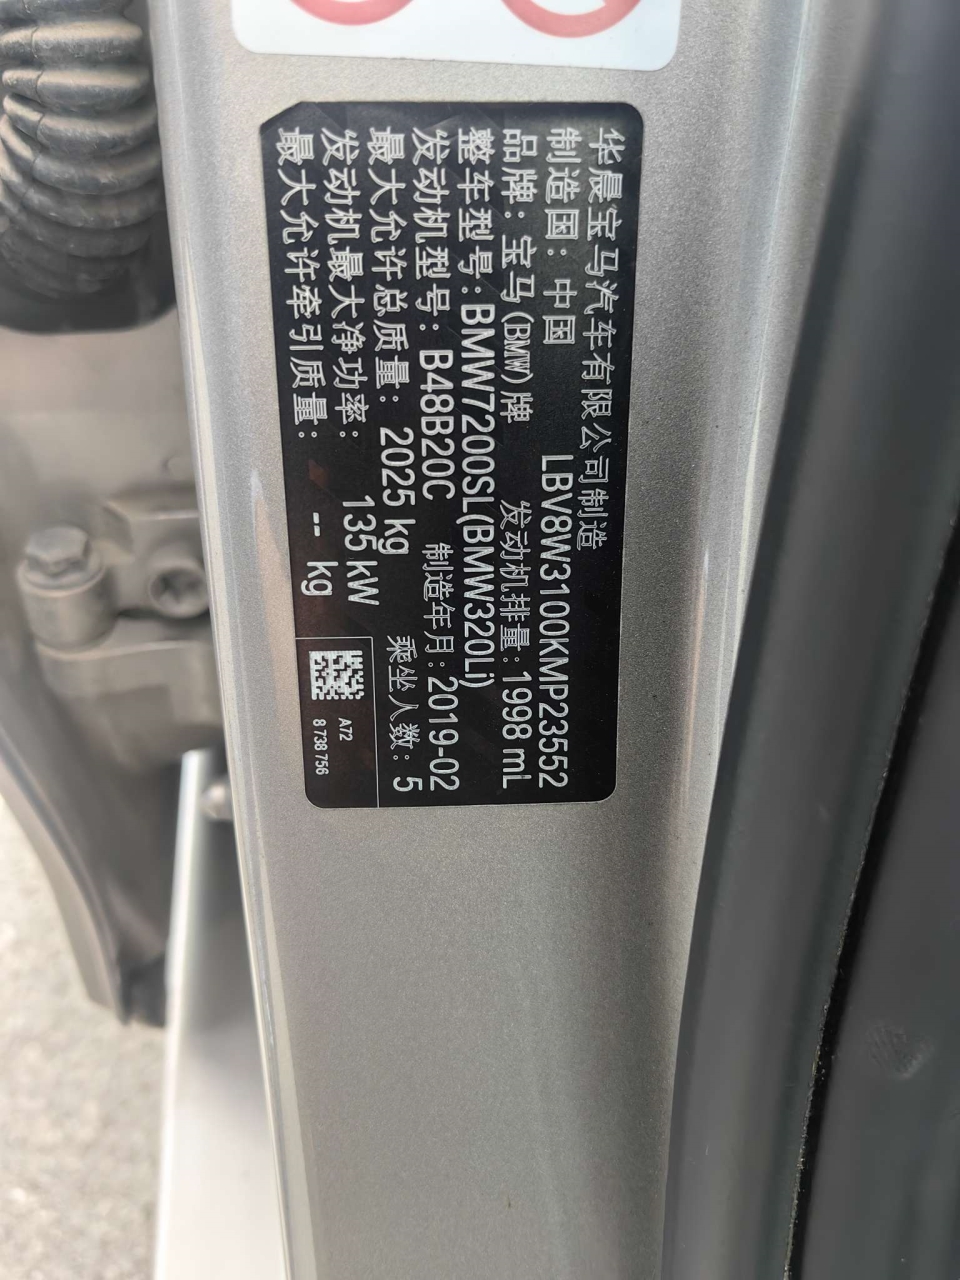 华晨宝马汽车有限公司制造
制造国：中国 LBV8W3100KMP23552
品牌：宝马(BMW)牌 发动机排量：1998 mL
整车型号：BMW7200SL(BMW320Li)
发动机型号：B48B20C 制造年月：2019-02
最大允许总质量：2025 kg 乘坐人数：5
发动机最大净功率：135 kW
最大允许牵引质量：-- kg
A72
8 738 756